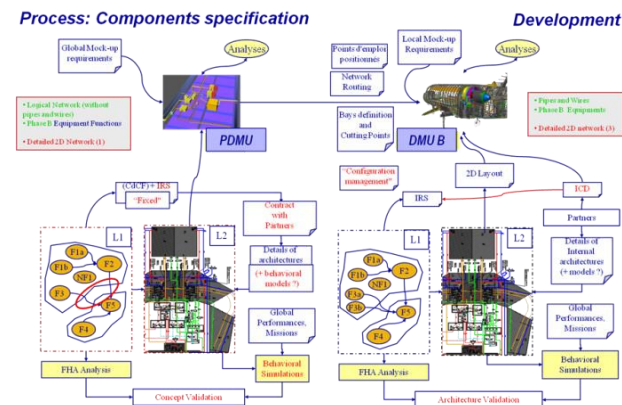 Process: Components specification
Development
Global Mock-up
requirements
Analyses
Points d'emploi
positionnés
Network
Routing
Local Mock-up
Requirements
Analyses
• Logical Network (without
pipes and wires)
• Phase B Equipment Functions
• Detailed 2D Network (1)
PDMU
Bays definition
and
Cutting Points
DMU B
• Pipes and Wires
• Phase B Equipments
• Detailed 2D network (3)
(CdCF) + IRS
"Fixed"
Contract
with
Partners
"Configuration
management"
IRS
2D Layout
ICD
Partners
L1
L2
Details of
architectures
(+ behavioral
models ?)
L1
L2
Details of
Internal
architectures
(+ models ?)
F1a
F1b
F2
NF1
F3
F5
F4
F1a
F1b
F2
NF1
F3a
F3b
F5
F4
Global
Performances,
Missions
Global
Performances,
Missions
FHA Analysis
Behavioral
Simulations
FHA Analysis
Behavioral
Simulations
Concept Validation
Architecture Validation